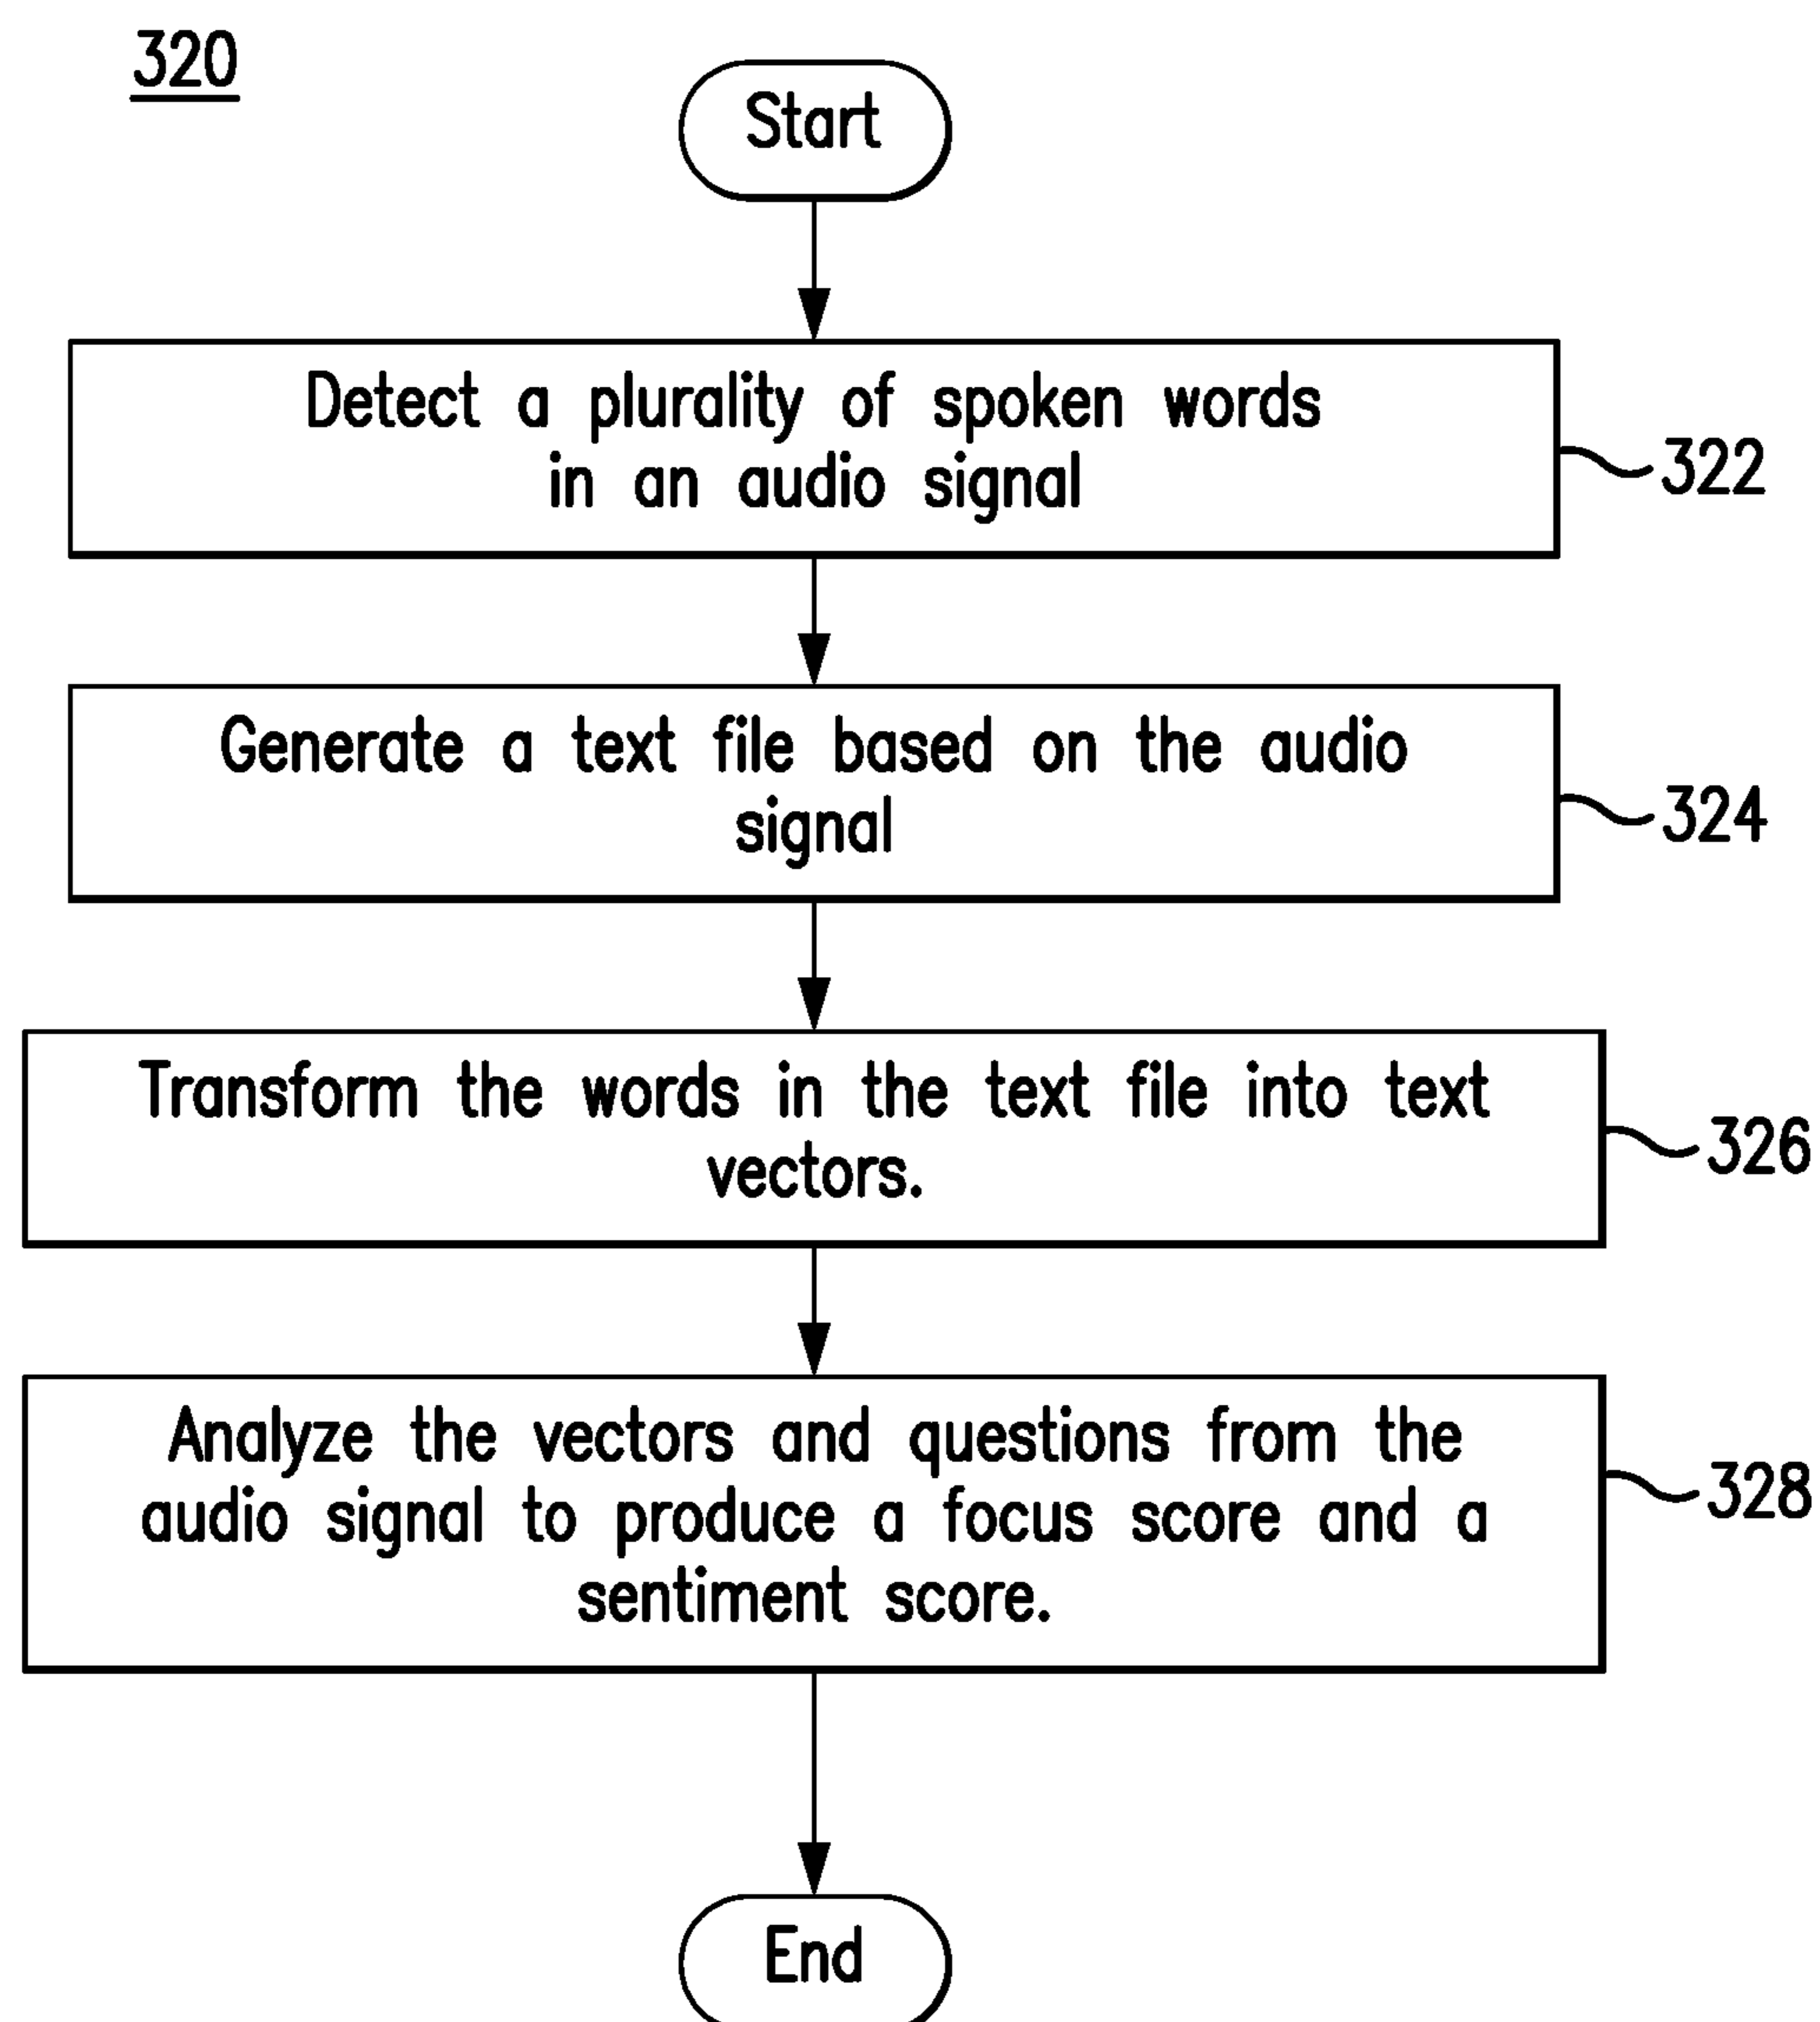 320
Start
Detect a plurality of spoken words
in an audio signal
322
Generate a text file based on the audio
signal
324
Transform the words in the text file into text
vectors.
326
Analyze the vectors and questions from the
audio signal to produce a focus score and a
sentiment score.
328
End